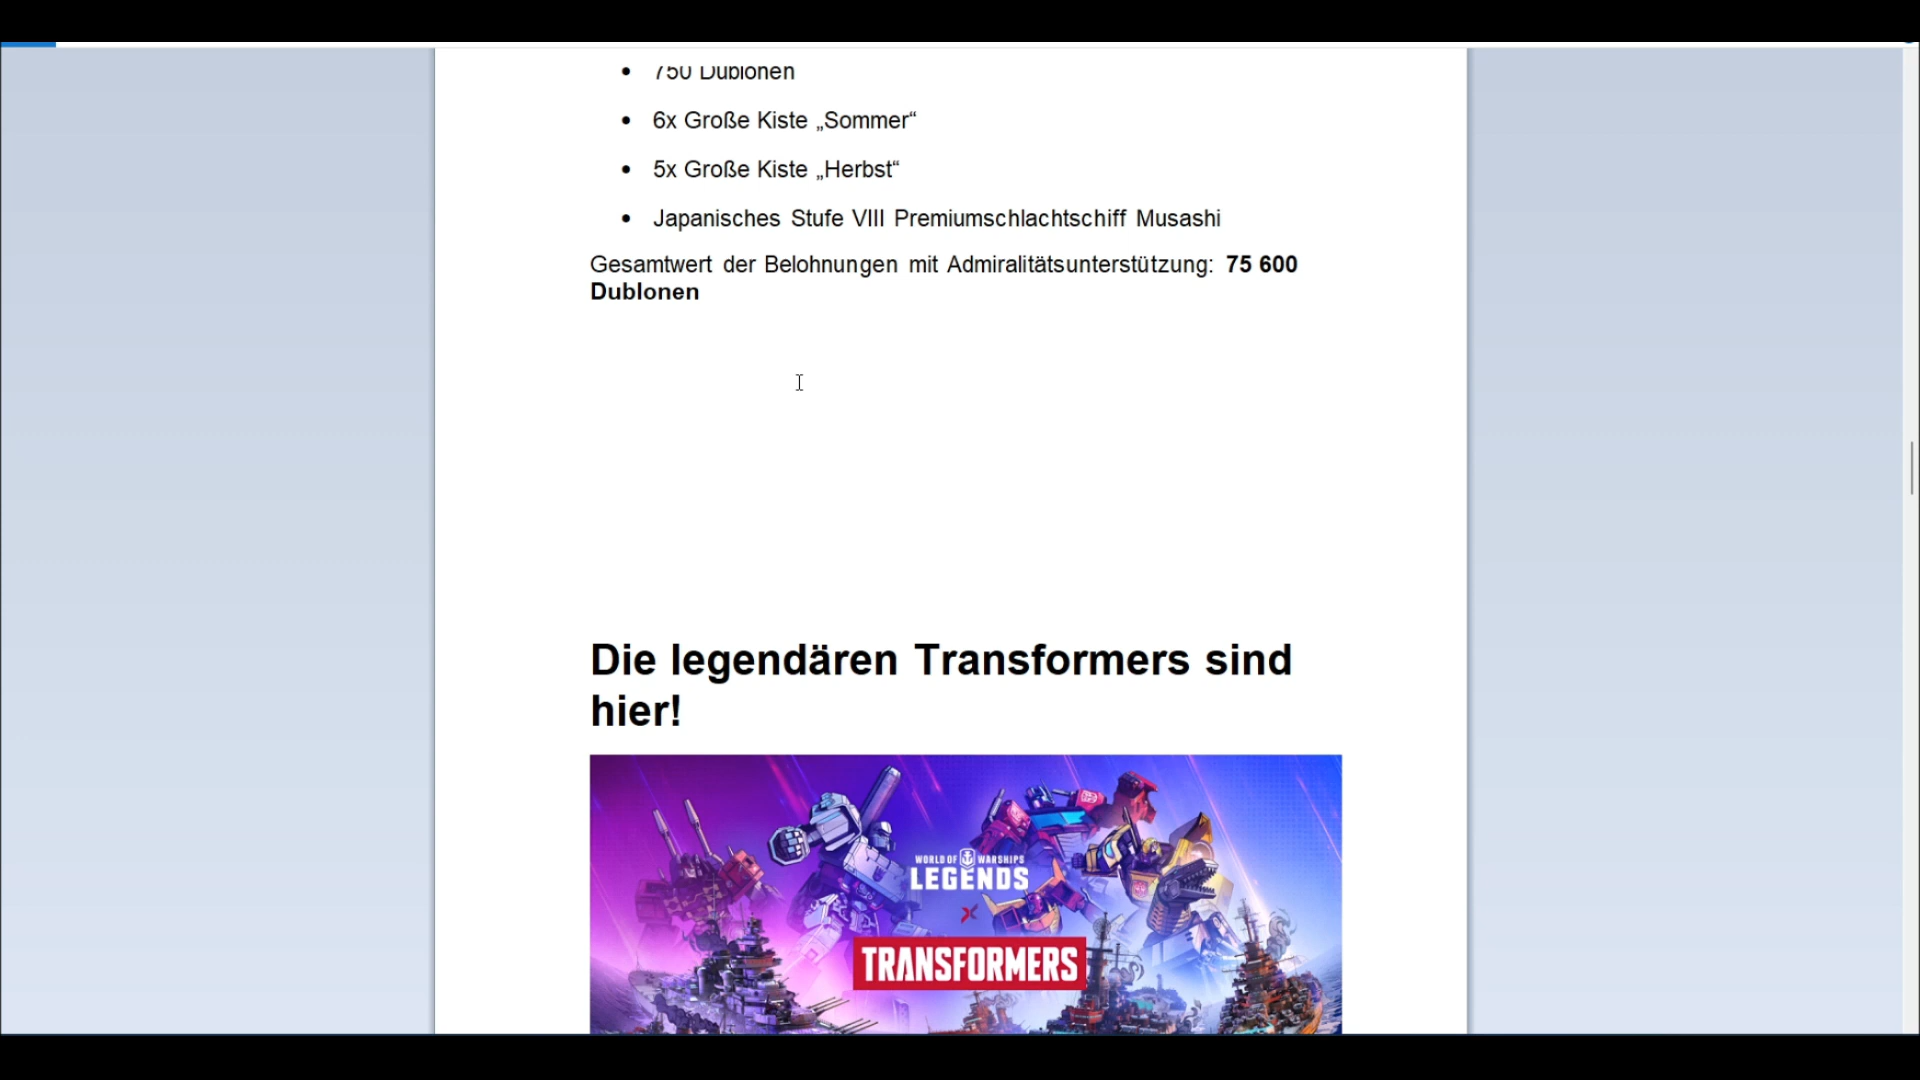 750 Dublonen
6x Große Kiste „Sommer“
5x Große Kiste „Herbst“
Japanisches Stufe VIII Premiumschlachtschiff Musashi
Gesamtwert der Belohnungen mit Admiralitätsunterstützung: 75 600
Dublonen
Die legendären Transformers sind
hier!
WORLD OF WARSHIPS
LEGENDS
X
TRANSFORMERS